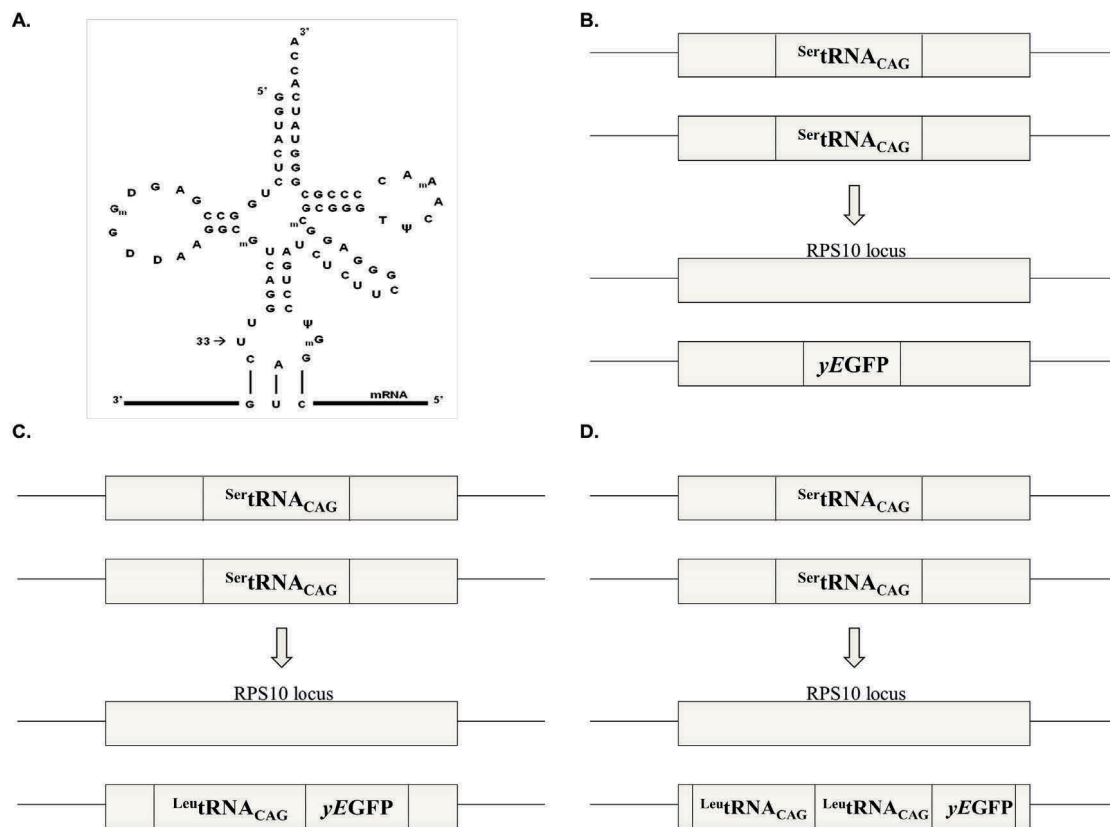 A.
3'
A
C
C
A
5'
G C
G U
U A
A U
C G
U G
C G
D G A G C C G G U
Gm
G D D A A G G C mG
C G C C C C A mA A C
G C G G G T Ψ
mC
U C U C U U
G G A G G G C
U A
C G
A U
G C
G C
U Ψ
33 → U mG
C A G
G U C
3' mRNA 5'
B.
SertRNACAG
SertRNACAG
RPS10 locus
yEGFP
C.
SertRNACAG
SertRNACAG
RPS10 locus
LeutRNACAG yEGFP
D.
SertRNACAG
SertRNACAG
RPS10 locus
LeutRNACAG LeutRNACAG yEGFP